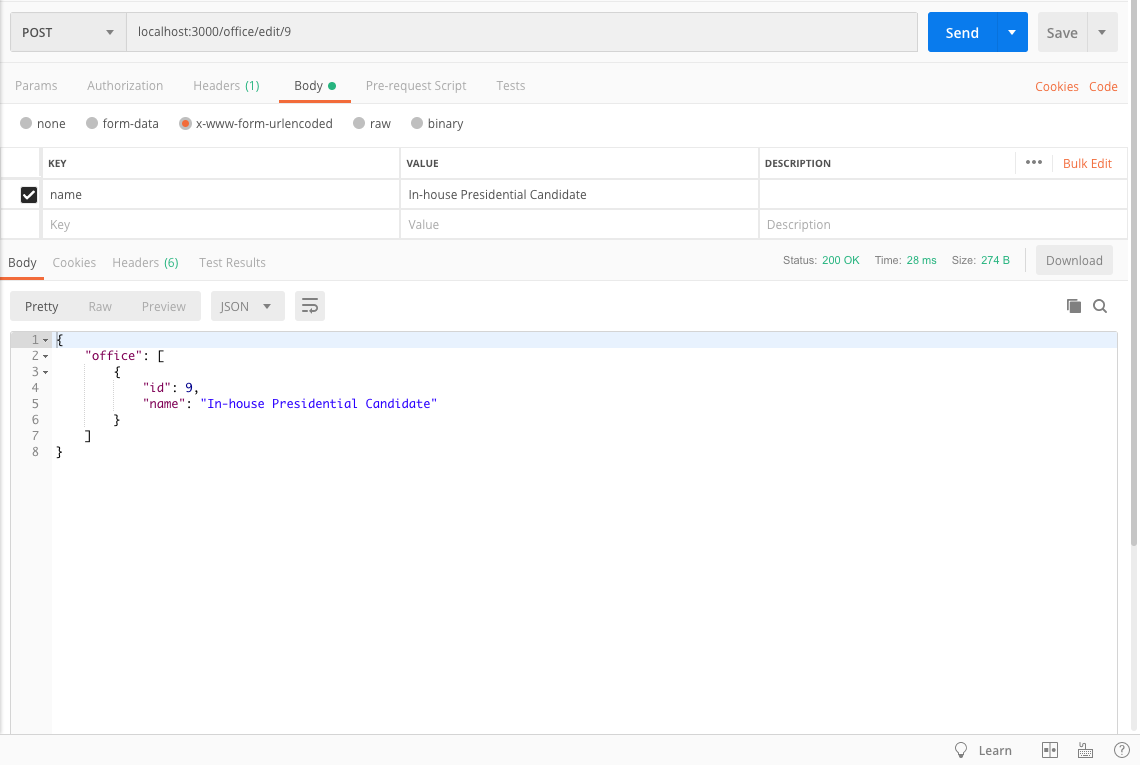 POST localhost:3000/office/edit/9 Send Save
Params Authorization Headers (1) Body Pre-request Script Tests Cookies Code
none form-data x-www-form-urlencoded raw binary
KEY VALUE DESCRIPTION ••• Bulk Edit
name In-house Presidential Candidate
Key Value Description
Body Cookies Headers (6) Test Results Status: 200 OK Time: 28 ms Size: 274 B Download
Pretty Raw Preview JSON
1 {
2 "office": [
3 {
4 "id": 9,
5 "name": "In-house Presidential Candidate"
6 }
7 ]
8 }
Learn ?